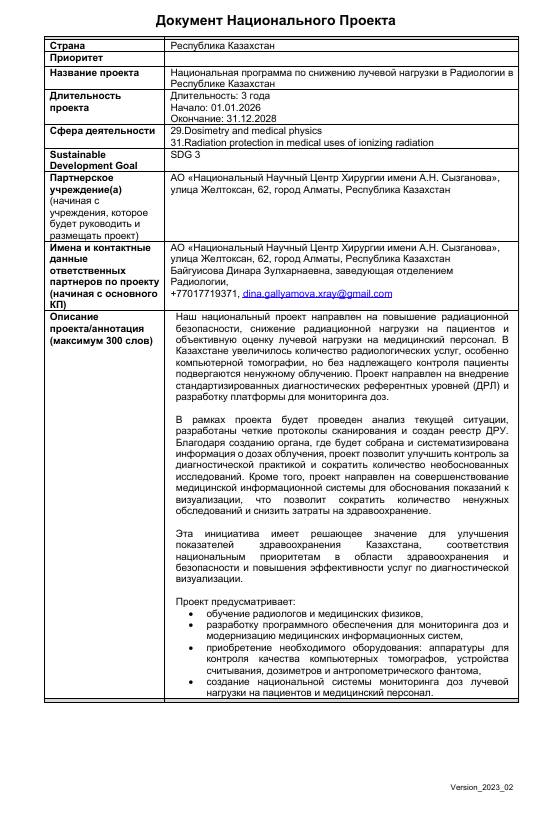 Документ Национального Проекта
Страна
Республика Казахстан
Приоритет
Название проекта
Национальная программа по снижению лучевой нагрузки в Радиологии в
Республике Казахстан
Длительность
проекта
Длительность: 3 года
Начало: 01.01.2026
Окончание: 31.12.2028
Сфера деятельности
29.Dosimetry and medical physics
31.Radiation protection in medical uses of ionizing radiation
Sustainable
Development Goal
SDG 3
Партнерское
учреждение(а)
(начиная с
учреждения, которое
будет руководить и
размещать проект)
АО «Национальный Научный Центр Хирургии имени А.Н. Сызганова»,
улица Желтоксан, 62, город Алматы, Республика Казахстан
Имена и контактные
данные
ответственных
партнеров по проекту
(начиная с основного
КП)
АО «Национальный Научный Центр Хирургии имени А.Н. Сызганова»,
улица Желтоксан, 62, город Алматы, Республика Казахстан
Байгуисова Динара Зулхарнаевна, заведующая отделением
Радиологии,
+77017719371, dina.gallyamova.xray@gmail.com
Описание
проекта/аннотация
(максимум 300 слов)
Наш национальный проект направлен на повышение радиационной
безопасности, снижение радиационной нагрузки на пациентов и
объективную оценку лучевой нагрузки на медицинский персонал. В
Казахстане увеличилось количество радиологических услуг, особенно
компьютерной томографии, но без надлежащего контроля пациенты
подвергаются ненужному облучению. Проект направлен на внедрение
стандартизированных диагностических референтных уровней (ДРЛ) и
разработку платформы для мониторинга доз.
В рамках проекта будет проведен анализ текущей ситуации,
разработаны четкие протоколы сканирования и создан реестр ДРУ.
Благодаря созданию органа, где будет собрана и систематизирована
информация о дозах облучения, проект позволит улучшить контроль за
диагностической практикой и сократить количество необоснованных
исследований. Кроме того, проект направлен на совершенствование
медицинской информационной системы для обоснования показаний к
визуализации, что позволит сократить количество ненужных
обследований и снизить затраты на здравоохранение.
Эта инициатива имеет решающее значение для улучшения
показателей здравоохранения Казахстана, соответствия
национальным приоритетам в области здравоохранения и
безопасности и повышения эффективности услуг по диагностической
визуализации.
Проект предусматривает:
• обучение радиологов и медицинских физиков,
• разработку программного обеспечения для мониторинга доз и
модернизацию медицинских информационных систем,
• приобретение необходимого оборудования: аппаратуры для
контроля качества компьютерных томографов, устройства
считывания, дозиметров и антропометрического фантома,
• создание национальной системы мониторинга доз лучевой
нагрузки на пациентов и медицинский персонал.
Version_2023_02